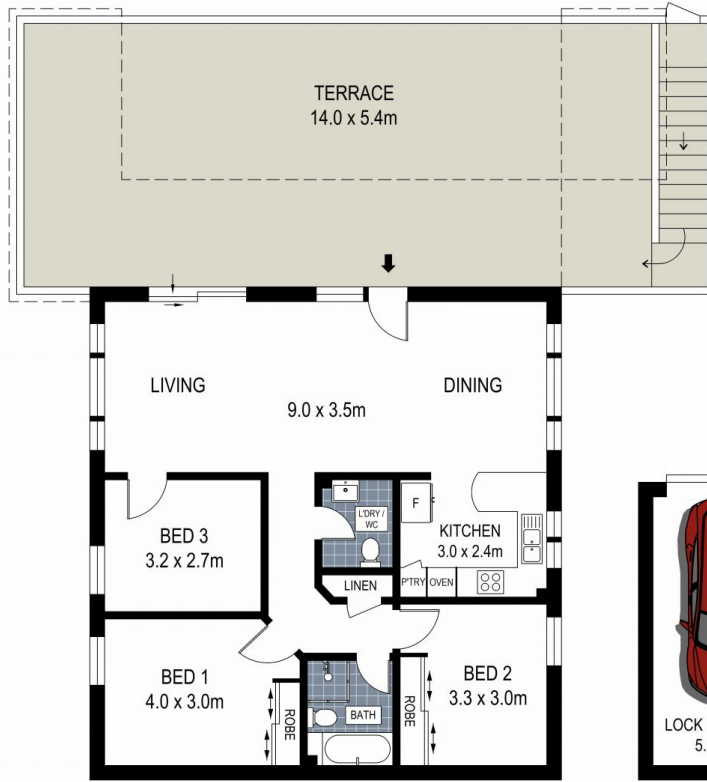 TERRACE
14.0 x 5.4m
LIVING
DINING
9.0 x 3.5m
BED 3
3.2 x 2.7m
L'DRY /
WC
F
KITCHEN
3.0 x 2.4m
P'TRY
OVEN
LINEN
BED 1
4.0 x 3.0m
ROBE
BATH
ROBE
BED 2
3.3 x 3.0m
LOCK
5.